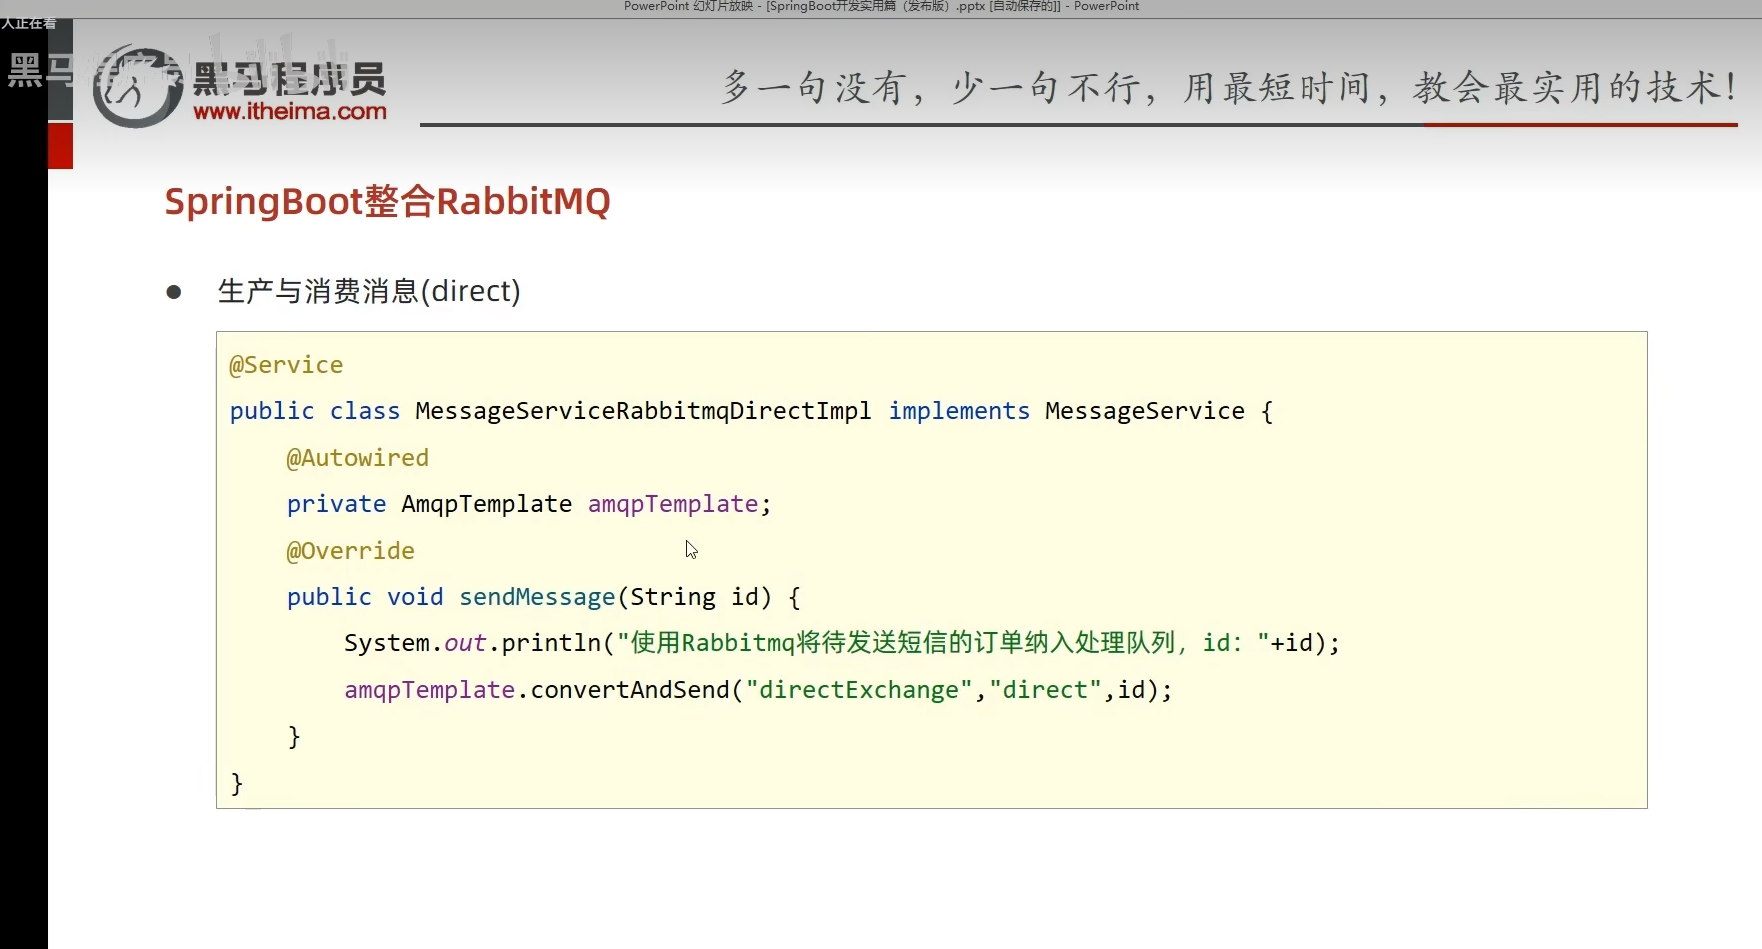 PowerPoint 幻灯片放映 - [SpringBoot开发实用篇（发布版）.pptx [自动保存的]] - PowerPoint
人正在看
黑马程序员
www.itheima.com
多一句没有，少一句不行，用最短时间，教会最实用的技术！
SpringBoot整合RabbitMQ
● 生产与消费消息(direct)
@Service
public class MessageServiceRabbitmqDirectImpl implements MessageService {
    @Autowired
    private AmqpTemplate amqpTemplate;
    @Override
    public void sendMessage(String id) {
        System.out.println("使用Rabbitmq将待发送短信的订单纳入处理队列，id："+id);
        amqpTemplate.convertAndSend("directExchange","direct",id);
    }
}